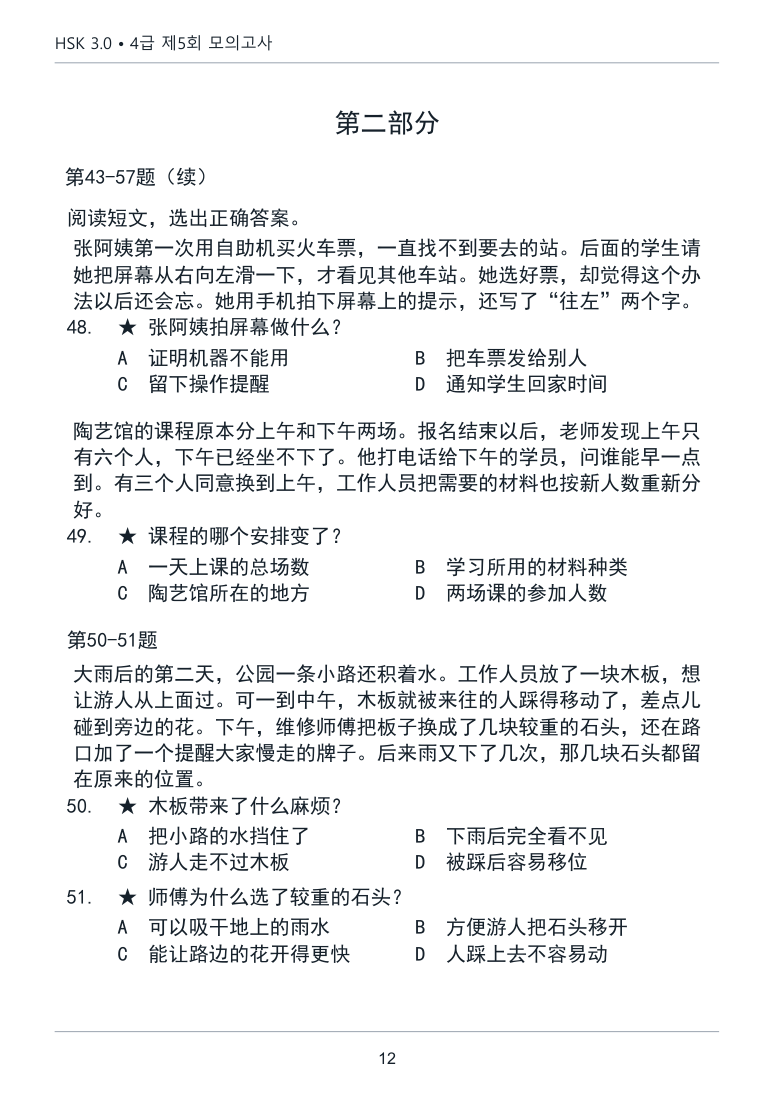 HSK 3.0 • 4급 제5회 모의고사
第二部分
第43-57题（续）
阅读短文，选出正确答案。
张阿姨第一次用自助机买火车票，一直找不到要去的站。后面的学生请
她把屏幕从右向左滑一下，才看见其他车站。她选好票，却觉得这个办
法以后还会忘。她用手机拍下屏幕上的提示，还写了“往左”两个字。
48. ★ 张阿姨拍屏幕做什么？
A 证明机器不能用 B 把车票发给别人
C 留下操作提醒 D 通知学生回家时间
陶艺馆的课程原本分上午和下午两场。报名结束以后，老师发现上午只
有六个人，下午已经坐不下了。他打电话给下午的学员，问谁能早一点
到。有三个人同意换到上午，工作人员把需要的材料也按新人数重新分
好。
49. ★ 课程的哪个安排变了？
A 一天上课的总场数 B 学习所用的材料种类
C 陶艺馆所在的地方 D 两场课的参加人数
第50-51题
大雨后的第二天，公园一条小路还积着水。工作人员放了一块木板，想
让游人从上面过。可一到中午，木板就被来往的人踩得移动了，差点儿
碰到旁边的花。下午，维修师傅把板子换成了几块较重的石头，还在路
口加了一个提醒大家慢走的牌子。后来雨又下了几次，那几块石头都留
在原来的位置。
50. ★ 木板带来了什么麻烦？
A 把小路的水挡住了 B 下雨后完全看不见
C 游人走不过木板 D 被踩后容易移位
51. ★ 师傅为什么选了较重的石头？
A 可以吸干地上的雨水 B 方便游人把石头移开
C 能让路边的花开得更快 D 人踩上去不容易动
12